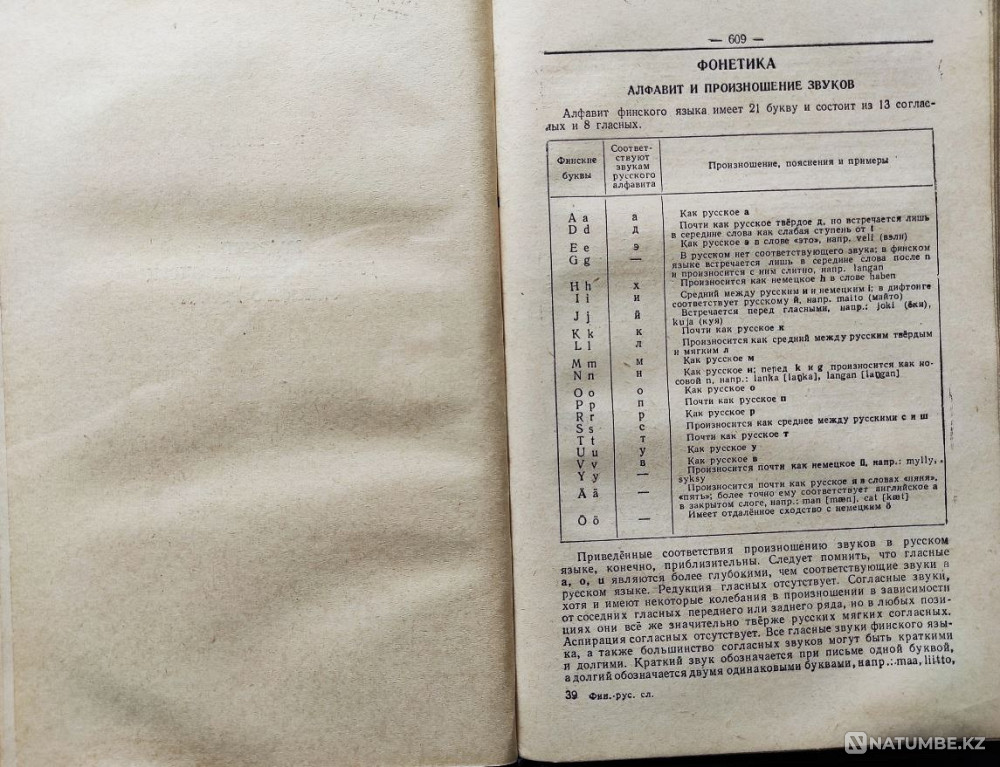 — 609 —
ФОНЕТИКА
АЛФАВИТ И ПРОИЗНОШЕНИЕ ЗВУКОВ
Алфавит финского языка имеет 21 букву и состоит из 13 соглас-
ных и 8 гласных.
Финские буквы
Соответ-
ствуют
звукам
русского
алфавита
Произношение, пояснения и примеры
A a а Как русское а
D d д Почти как русское твёрдое д, но встречается лишь
в середине слова как слабая ступень от t
E e э Как русское э в слове «это», напр. veli (вэли)
G g — В русском нет соответствующего звука; в финском
языке встречается лишь в середине слова после n
и произносится с ним слитно, напр. langan
H h х Произносится как немецкое h в слове haben
I i и Средний между русским и и немецким i; в дифтонге
соответствует русскому й, напр. maito (майто)
J j й Встречается перед гласными, напр.: joki (ёки),
kuja (куя)
K k к Почти как русское к
L l л Произносится как средний между русским твёрдым
и мягким л
M m м Как русское м
N n н Как русское н; перед k и g произносится как но-
совой n, напр.: lanka [laŋka], langan [laŋgan]
O o о Как русское о
P p п Почти как русское п
R r р Как русское р
S s с Произносится как среднее между русскими с и ш
T t т Почти как русское т
U u у Как русское у
V v в Как русское в
Y y — Произносится почти как немецкое ü, напр.: mylly,
syksy
Ä ä — Произносится почти как русское я в словах «няня»,
«пять»; более точно ему соответствует английское a
в закрытом слоге, напр.: man [mæn], cat [kæt]
Ö ö — Имеет отдалённое сходство с немецким ö
Приведённые соответствия произношению звуков в русском
языке, конечно, приблизительны. Следует помнить, что гласные
a, o, u являются более глубокими, чем соответствующие звуки в
русском языке. Редукция гласных отсутствует. Согласные звуки,
хотя и имеют некоторые колебания в произношении в зависимости
от соседних гласных переднего или заднего ряда, но в любых пози-
циях они всё же значительно твёрже русских мягких согласных.
Аспирация согласных отсутствует. Все гласные звуки финского язы-
ка, а также большинство согласных звуков могут быть краткими
и долгими. Краткий звук обозначается при письме одной буквой,
а долгий обозначается двумя одинаковыми буквами, напр.: maa, liitto,
39 Фин.-рус. сл.
NATUMBE.KZ